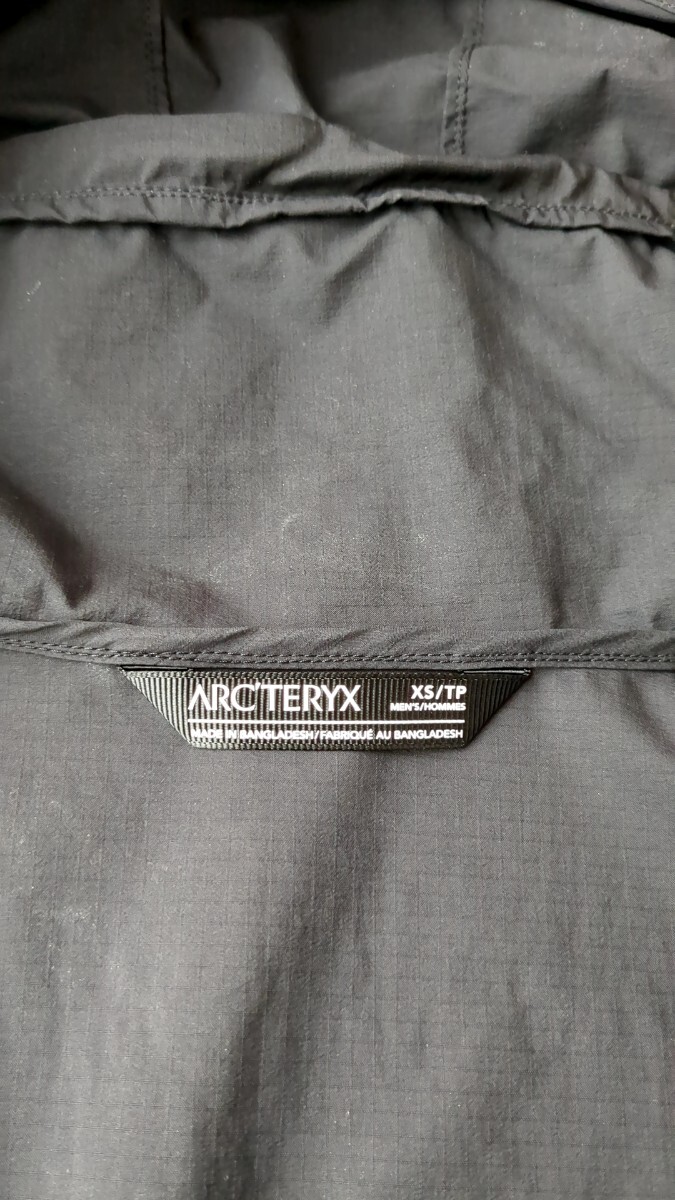 ARC'TERYX
XS/TP
MEN'S/HOMMES
MADE IN BANGLADESH/FABRIQUÉ AU BANGLADESH